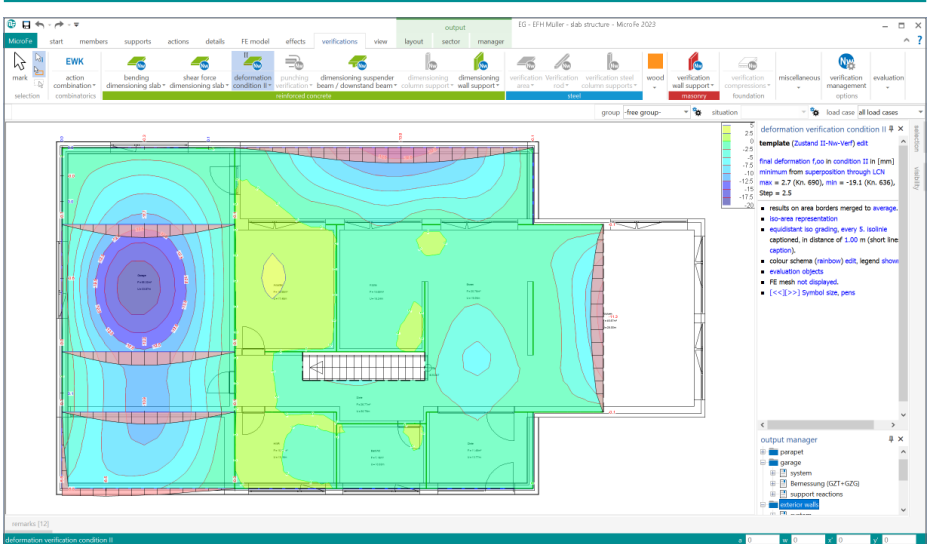 output
EG - EFH Müller - slab structure - MicroFe 2023
MicroFe start members supports actions details FE model effects verifications view layout sector manager
mark
selection
EWK
action combination
combinatorics
bending dimensioning slab
shear force dimensioning slab
deformation condition II
punching verification
dimensioning suspender beam / downstand beam
dimensioning column support
dimensioning wall support
reinforced concrete
verification area
Verification rod
verification steel column supports
steel
wood
verification wall support
masonry
verification compressions
foundation
miscellaneous
verification management
options
evaluation
group -free group- situation load case all load cases
5
2.5
0
-2.5
-5
-7.5
-10
-12.5
-15
-17.5
-20
deformation verification condition II
template (Zustand II-Nw-Verf) edit
final deformation f,oo in condition II in [mm]
minimum from superposition through LCN
max = 2.7 (Kn. 690), min = -19.1 (Kn. 636),
Step = 2.5
results on area borders merged to average.
iso-area representation
equidistant iso grading, every 5. isolinie
captioned, in distance of 1.00 m (short line
caption).
colour schema (rainbow) edit, legend show
evaluation objects
FE mesh not displayed.
[<<][>>] Symbol size, pens
selection
visibility
output manager
parapet
garage
system
Bemessung (GZT+GZG)
support reactions
exterior walls
system
remarks [12]
deformation verification condition II
o 0 w 0 x' 0 y' 0